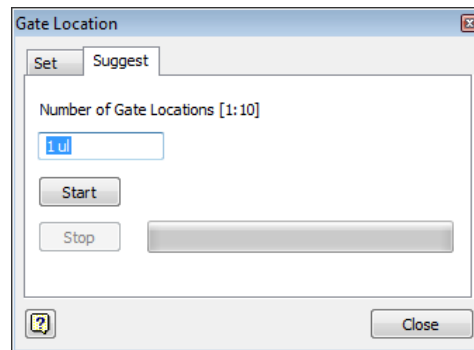 Gate Location
Set Suggest
Number of Gate Locations [1:10]
1 ul
Start
Stop
?
Close